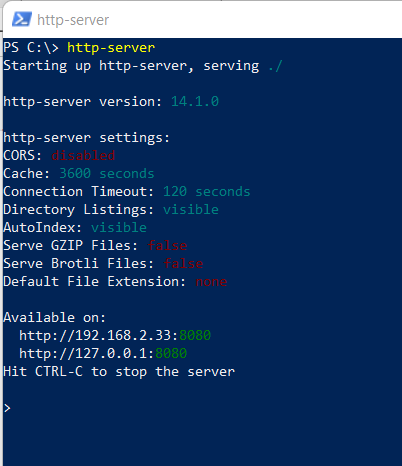 http-server
PS C:\> http-server
Starting up http-server, serving ./
http-server version: 14.1.0
http-server settings:
CORS: disabled
Cache: 3600 seconds
Connection Timeout: 120 seconds
Directory Listings: visible
AutoIndex: visible
Serve GZIP Files: false
Serve Brotli Files: false
Default File Extension: none
Available on:
  http://192.168.2.33:8080
  http://127.0.0.1:8080
Hit CTRL-C to stop the server
>